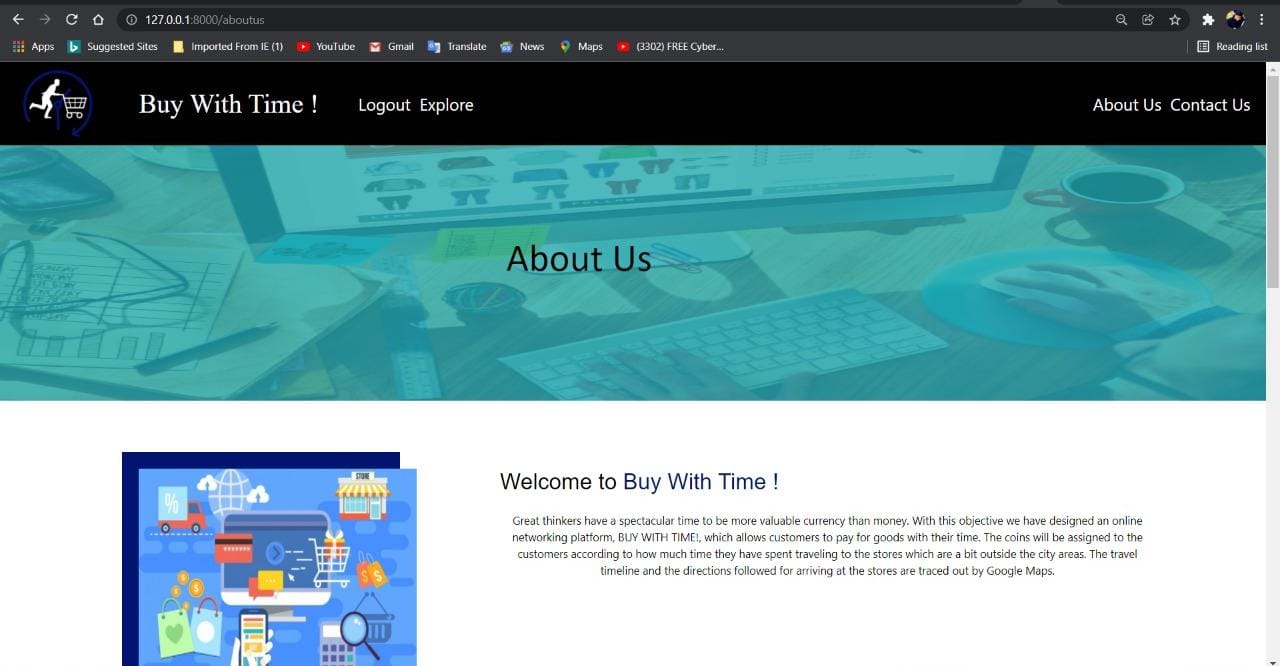 127.0.0.1:8000/aboutus
Apps Suggested Sites Imported From IE (1) YouTube Gmail Translate News Maps (3302) FREE Cyber... Reading list
Buy With Time ! Logout Explore About Us Contact Us
About Us
Welcome to Buy With Time !
Great thinkers have a spectacular time to be more valuable currency than money. With this objective we have designed an online
networking platform, BUY WITH TIME!, which allows customers to pay for goods with their time. The coins will be assigned to the
customers according to how much time they have spent traveling to the stores which are a bit outside the city areas. The travel
timeline and the directions followed for arriving at the stores are traced out by Google Maps.
STORE
%